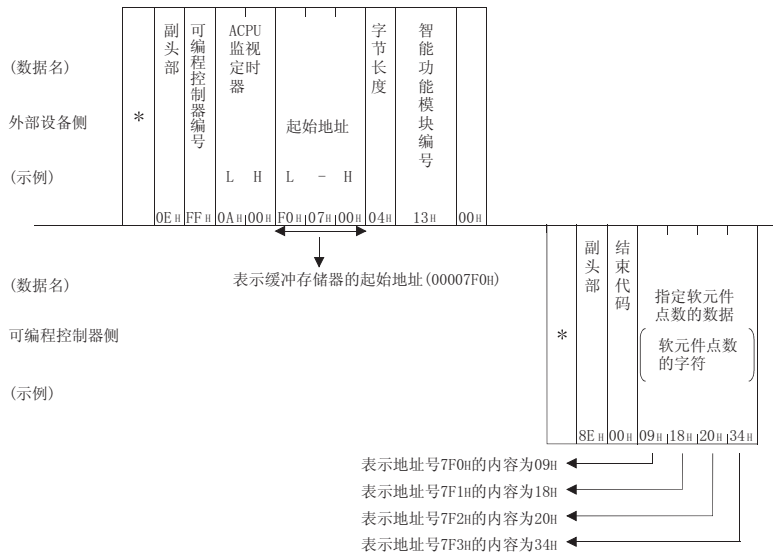 (数据名)
外部设备侧
(示例)
*
副头部
可编程控制器编号
ACPU监视定时器
起始地址
字节长度
智能功能模块编号
L H L - H
0EH FFH 0AH 00H F0H 07H 00H 04H 13H 00H
表示缓冲存储器的起始地址(00007F0H)
(数据名)
可编程控制器侧
(示例)
*
副头部
结束代码
指定软元件
点数的数据
软元件点数
的字符
8EH 00H 09H 18H 20H 34H
表示地址号7F0H的内容为09H
表示地址号7F1H的内容为18H
表示地址号7F2H的内容为20H
表示地址号7F3H的内容为34H